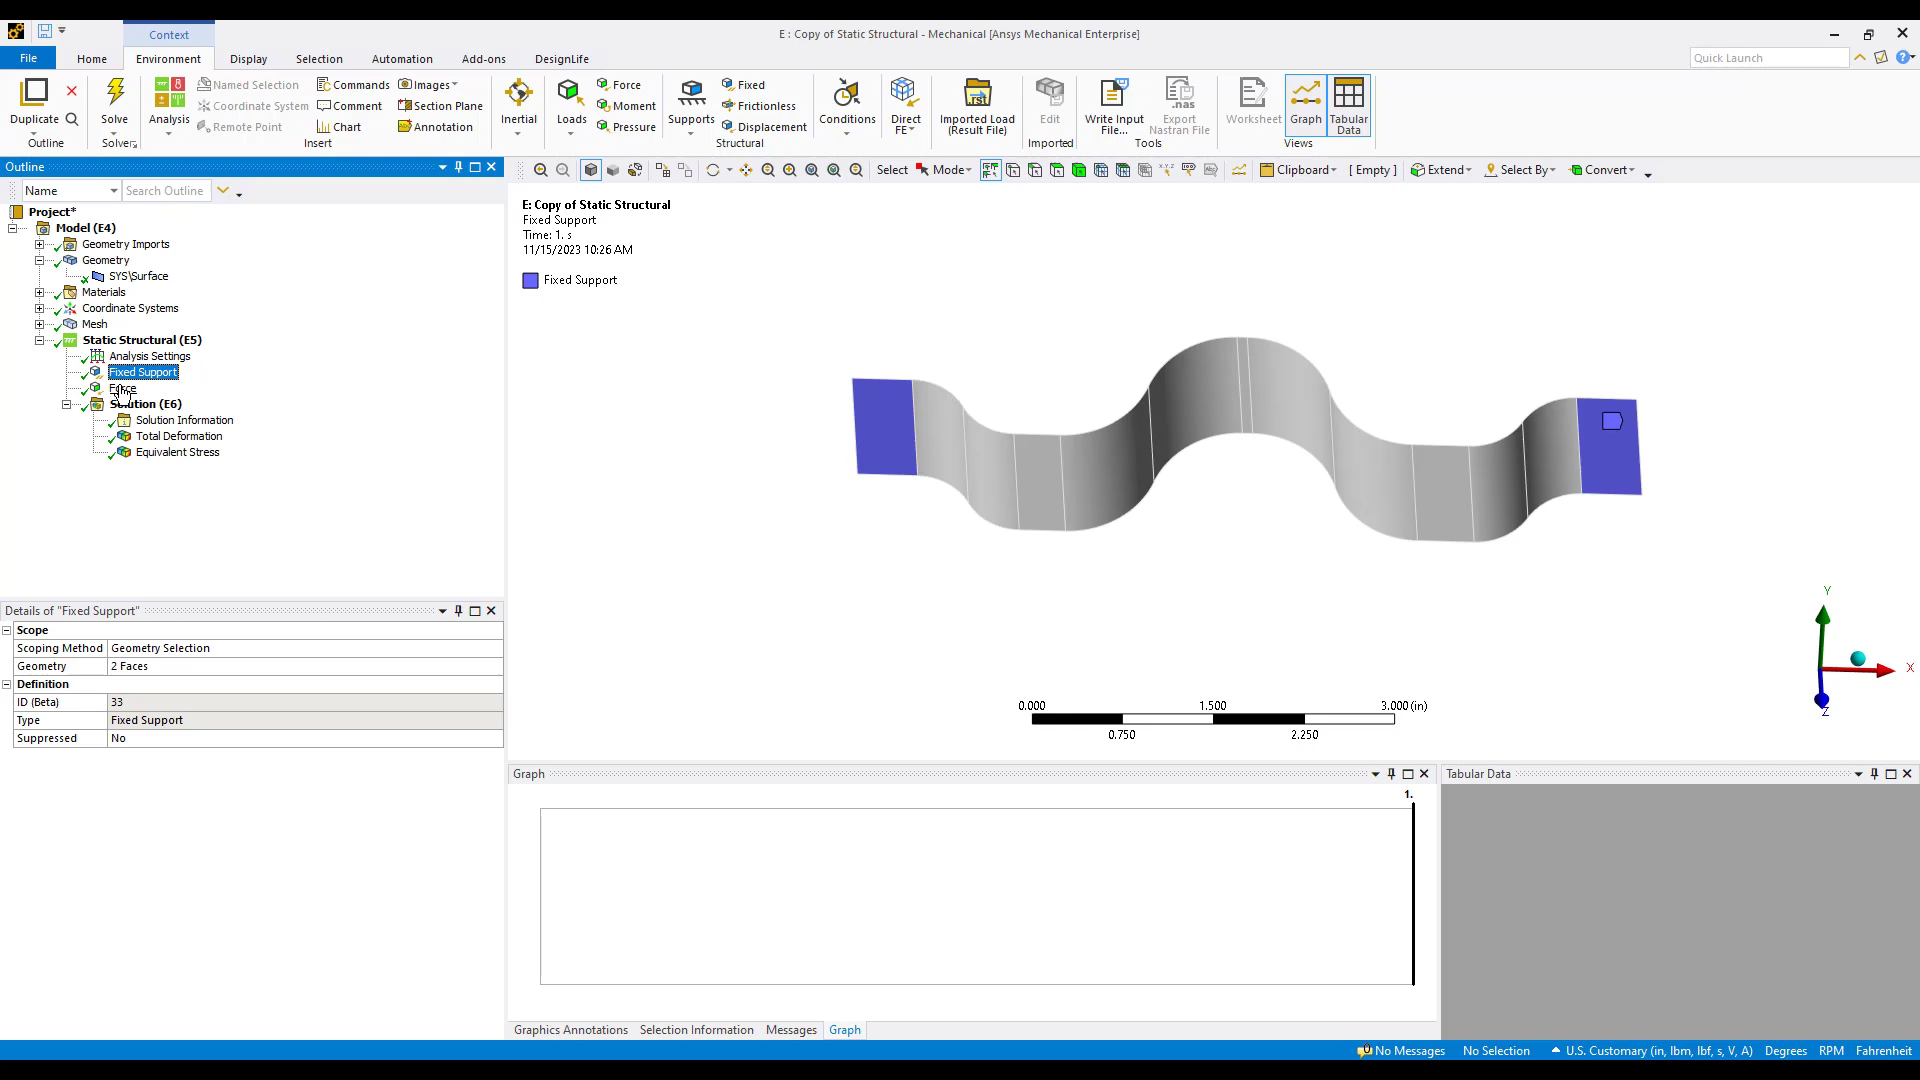 Context
E : Copy of Static Structural - Mechanical [Ansys Mechanical Enterprise]
File Home Environment Display Selection Automation Add-ons DesignLife
Quick Launch
Duplicate
Outline
Solve
Solver
Analysis
Named Selection
Coordinate System
Remote Point
Commands
Comment
Chart
Images
Section Plane
Annotation
Insert
Inertial
Loads
Force
Moment
Pressure
Supports
Fixed
Frictionless
Displacement
Structural
Conditions
Direct
FE
Imported Load
(Result File)
.rst
Edit
Imported
Write Input
File...
.nas
Export
Nastran File
Tools
Worksheet
Graph
Tabular
Data
Views
Outline
Name Search Outline
Select Mode Clipboard [ Empty ] Extend Select By Convert
Project*
Model (E4)
Geometry Imports
Geometry
SYS\Surface
Materials
Coordinate Systems
Mesh
Static Structural (E5)
Analysis Settings
Fixed Support
Force
Solution (E6)
Solution Information
Total Deformation
Equivalent Stress
E: Copy of Static Structural
Fixed Support
Time: 1. s
11/15/2023 10:26 AM
Fixed Support
Details of "Fixed Support"
Scope
Scoping Method Geometry Selection
Geometry 2 Faces
Definition
ID (Beta) 33
Type Fixed Support
Suppressed No
Y
X
Z
0.000 1.500 3.000 (in)
0.750 2.250
Graph
1.
Tabular Data
Graphics Annotations Selection Information Messages Graph
No Messages No Selection U.S. Customary (in, lbm, lbf, s, V, A) Degrees RPM Fahrenheit